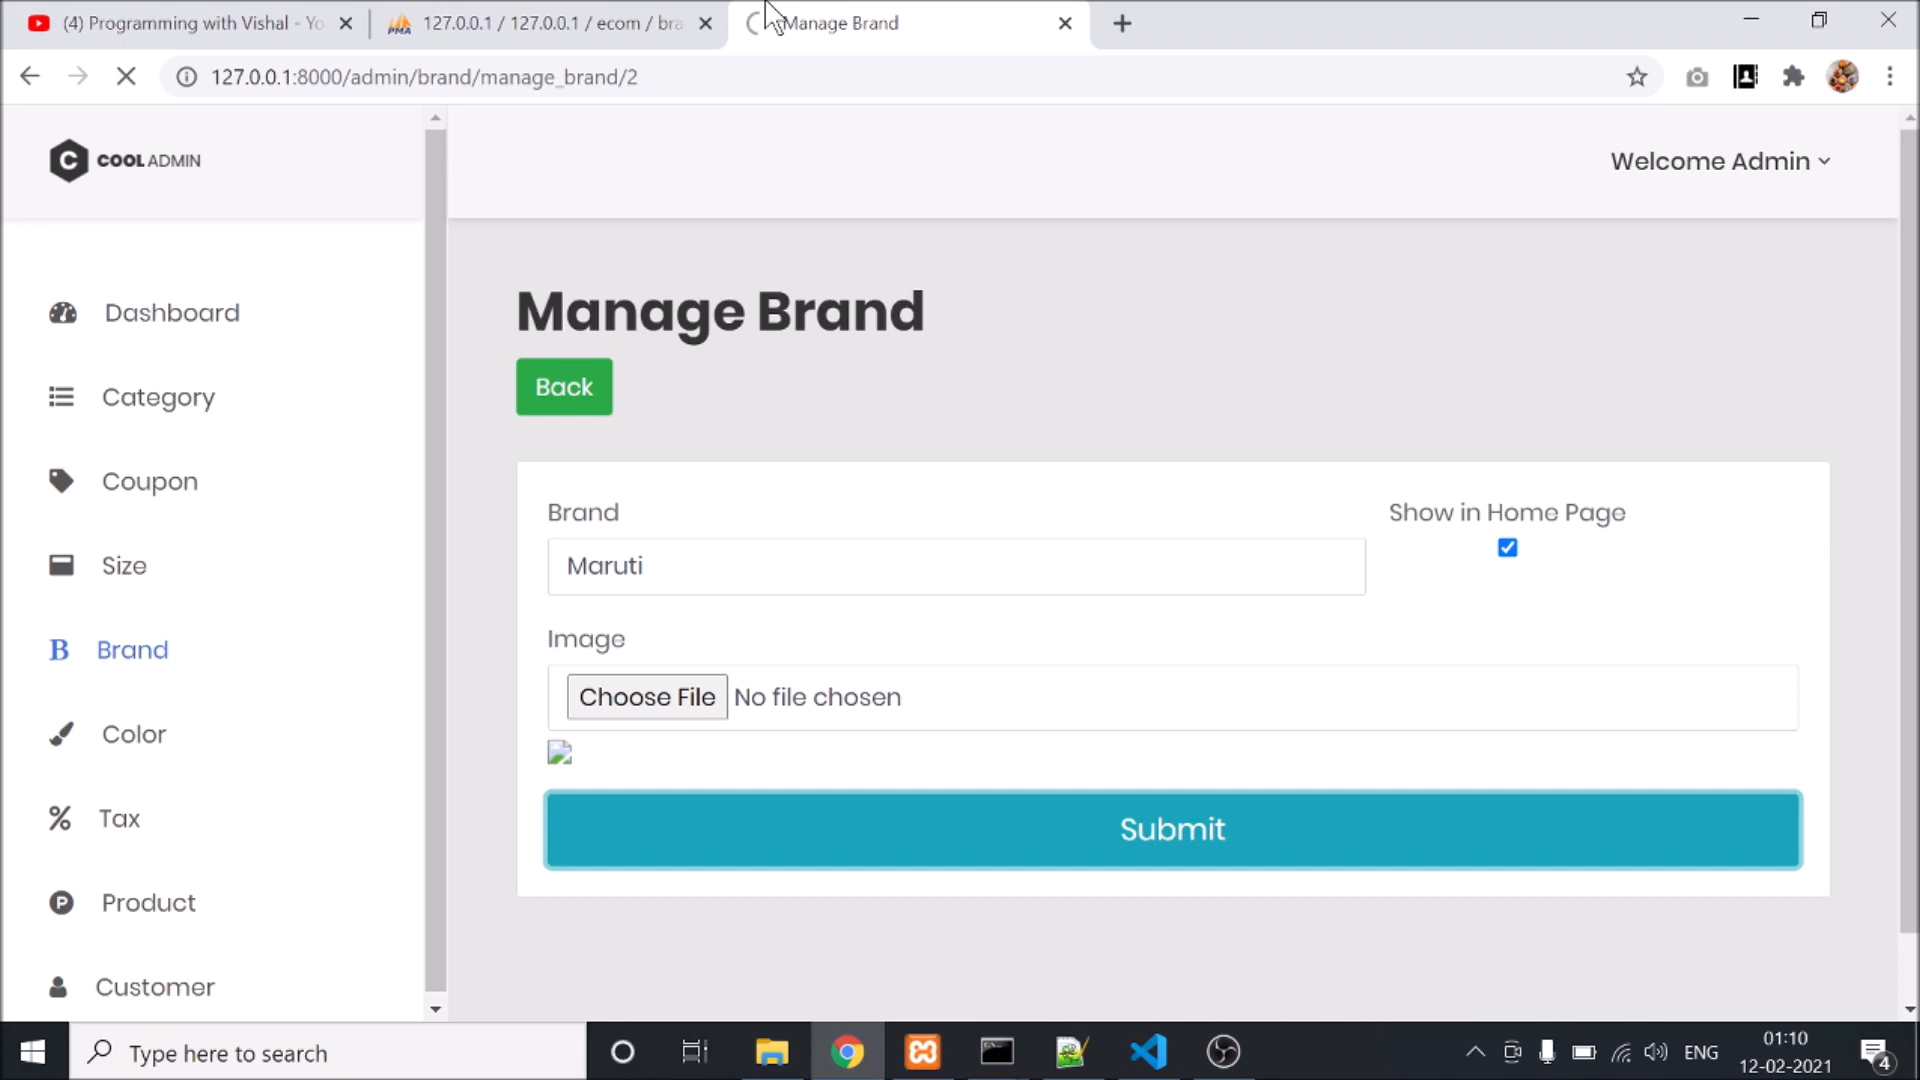 (4) Programming with Vishal - Yo
127.0.0.1 / 127.0.0.1 / ecom / bra
Manage Brand
127.0.0.1:8000/admin/brand/manage_brand/2
COOL ADMIN
Welcome Admin
Dashboard
Category
Coupon
Size
Brand
Color
Tax
Product
Customer
Manage Brand
Back
Brand
Show in Home Page
Maruti
Image
Choose File No file chosen
Submit
Type here to search
ENG
01:10
12-02-2021
4